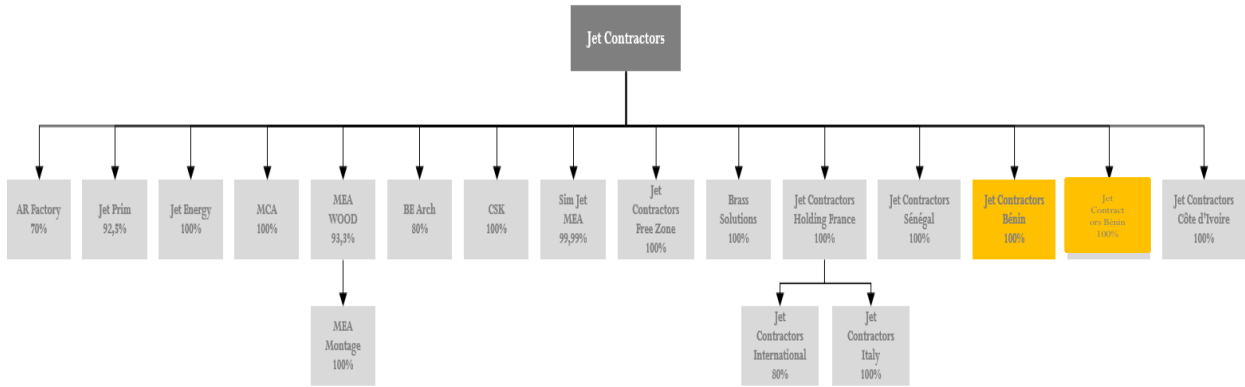 Jet Contractors
AR Factory
70%
Jet Prim
92,5%
Jet Energy
100%
MCA
100%
MEA
WOOD
93,3%
BE Arch
80%
CSK
100%
Sim Jet
MEA
99,99%
Jet
Contractors
Free Zone
100%
Brass
Solutions
100%
Jet Contractors
Holding France
100%
Jet Contractors
Sénégal
100%
Jet Contractors
Bénin
100%
Jet
Contract
ors Bénin
100%
Jet Contractors
Côte d'Ivoire
100%
MEA
Montage
100%
Jet
Contractors
International
80%
Jet
Contractors
Italy
100%